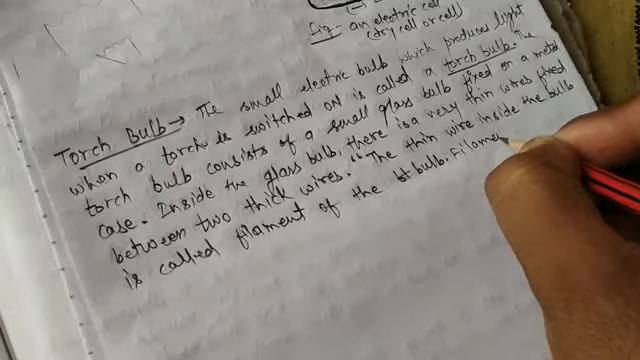 Fig: an electric cell
(dry cell or cell)
Torch Bulb → The small electric bulb which produces light
when a torch is switched ON is called a torch bulb. The
torch bulb consists of a small glass bulb fixed on a metal
case. Inside the glass bulb, there is a very thin wires fixed
between two thick wires. "The thin wire inside the bulb
is called filament of the bulb. Filame